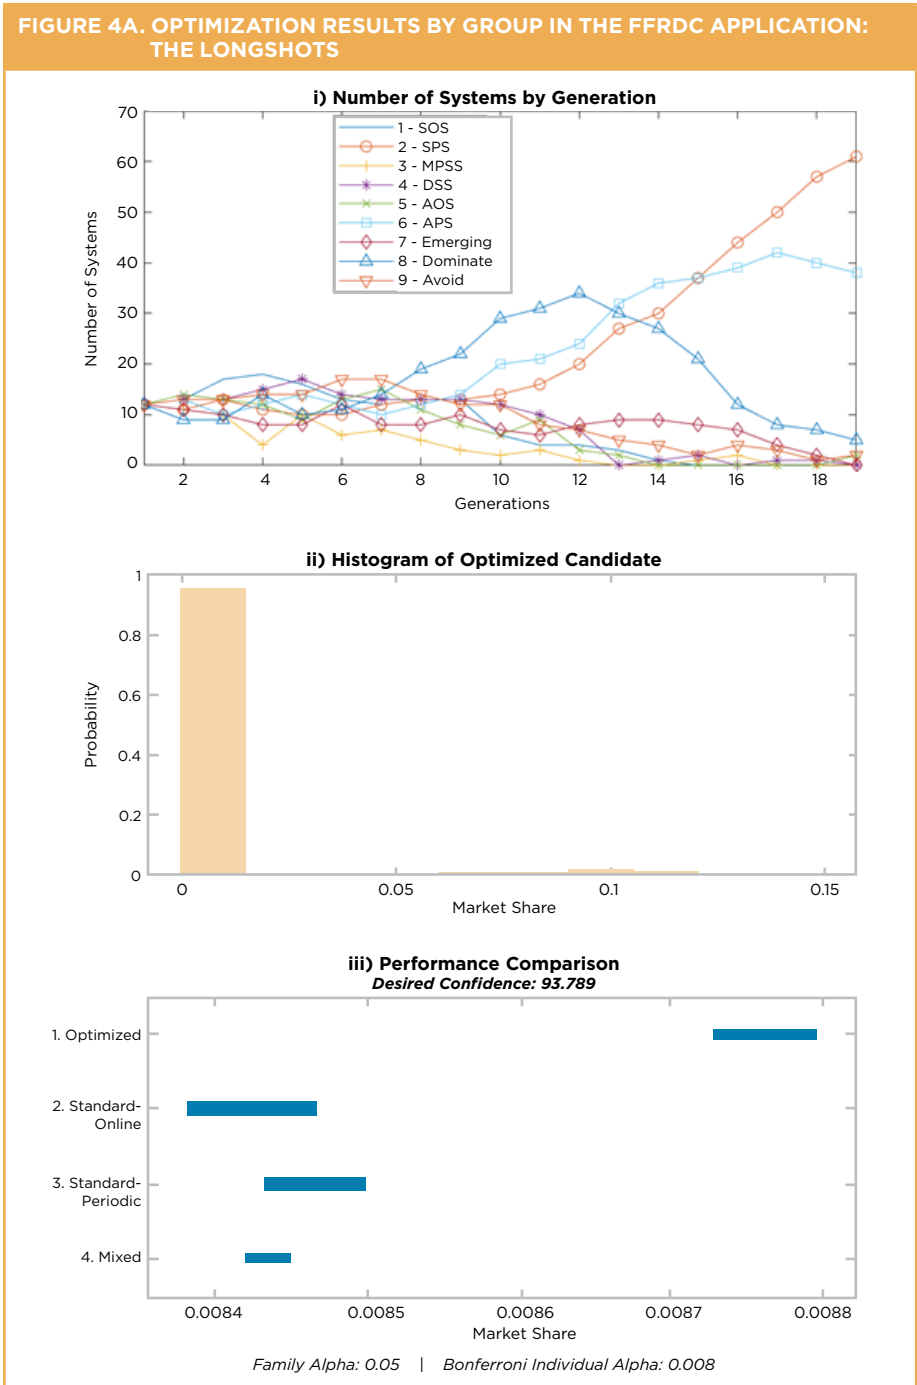 FIGURE 4A. OPTIMIZATION RESULTS BY GROUP IN THE FFRDC APPLICATION:
THE LONGSHOTS
i) Number of Systems by Generation
70
60
50
40
30
20
10
0
Number of Systems
1 - SOS
2 - SPS
3 - MPSS
4 - DSS
5 - AOS
6 - APS
7 - Emerging
8 - Dominate
9 - Avoid
2 4 6 8 10 12 14 16 18
Generations
ii) Histogram of Optimized Candidate
1
0.8
0.6
0.4
0.2
0
Probability
0 0.05 0.1 0.15
Market Share
iii) Performance Comparison
Desired Confidence: 93.789
1. Optimized
2. Standard-
Online
3. Standard-
Periodic
4. Mixed
0.0084 0.0085 0.0086 0.0087 0.0088
Market Share
Family Alpha: 0.05 | Bonferroni Individual Alpha: 0.008